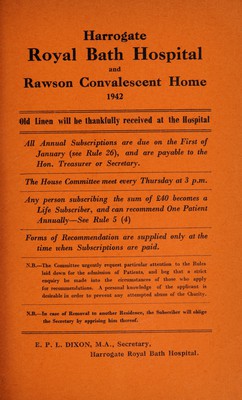 Harrogate
Royal Bath Hospital
and
Rawson Convalescent Home
1942
Old Linen will be thankfully received at the Hospital
All Annual Subscriptions are due on the First of
January (see Rule 26), and are payable to the
Hon. Treasurer or Secretary.
The House Committee meet every Thursday at 3 p.m.
Any person subscribing the sum of £40 becomes a
Life Subscriber, and can recommend One Patient
Annually—See Rule 5 (4)
Forms of Recommendation are supplied only at the
time when Subscriptions are paid.
N.B.—The Committee urgently request particular attention to the Rules
laid down for the admission of Patients, and beg that a strict
enquiry be made into the circumstances of those who apply
for recommendations. A personal knowledge of the applicant is
desirable in order to prevent any attempted abuse of the Charity.
N.B.—In case of Removal to another Residence, the Subscriber will oblige
the Secretary by apprising him thereof.
E. P. L. DIXON, M.A., Secretary,
Harrogate Royal Bath Hospital.